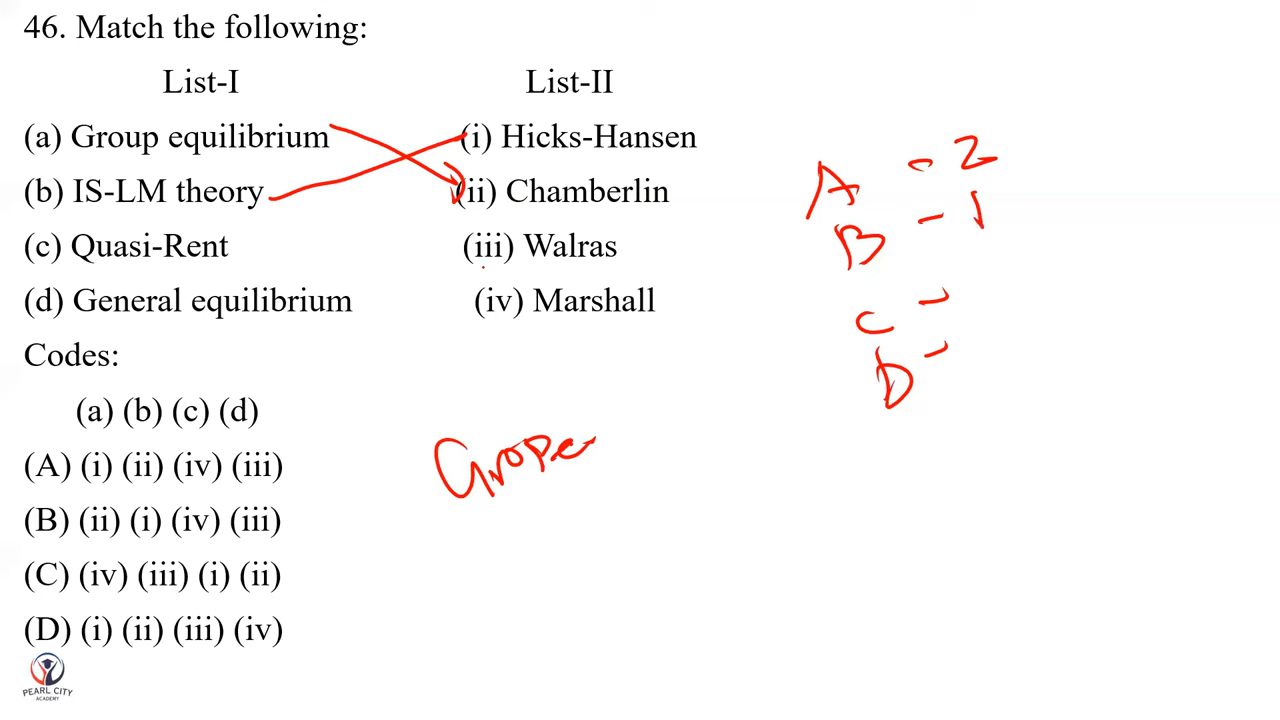 46. Match the following:
List-I List-II
(a) Group equilibrium (i) Hicks-Hansen
(b) IS-LM theory (ii) Chamberlin
(c) Quasi-Rent (iii) Walras
(d) General equilibrium (iv) Marshall
Codes:
(a) (b) (c) (d)
(A) (i) (ii) (iv) (iii)
(B) (ii) (i) (iv) (iii)
(C) (iv) (iii) (i) (ii)
(D) (i) (ii) (iii) (iv)
A - 2
B - 1
C -
D -
Grope
PEARL CITY
ACADEMY